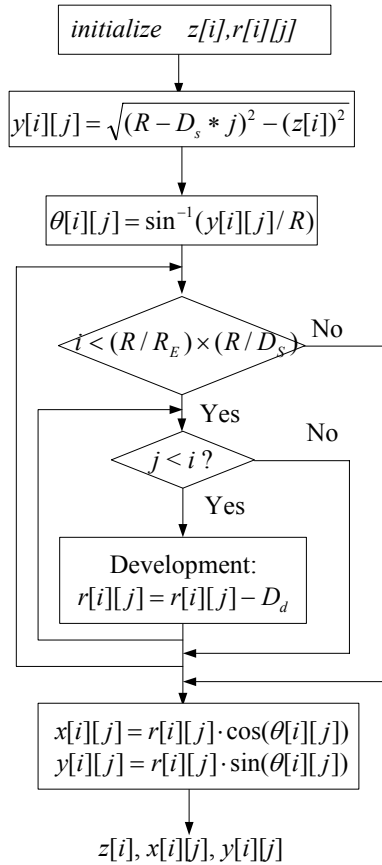 initialize z[i],r[i][j]
y[i][j] = √((R − D_s * j)² − (z[i])²)
θ[i][j] = sin⁻¹(y[i][j]/R)
i < (R/R_E)×(R/D_S)
No
Yes
No
j < i ?
Yes
Development:
r[i][j] = r[i][j] − D_d
x[i][j] = r[i][j]·cos(θ[i][j])
y[i][j] = r[i][j]·sin(θ[i][j])
z[i], x[i][j], y[i][j]